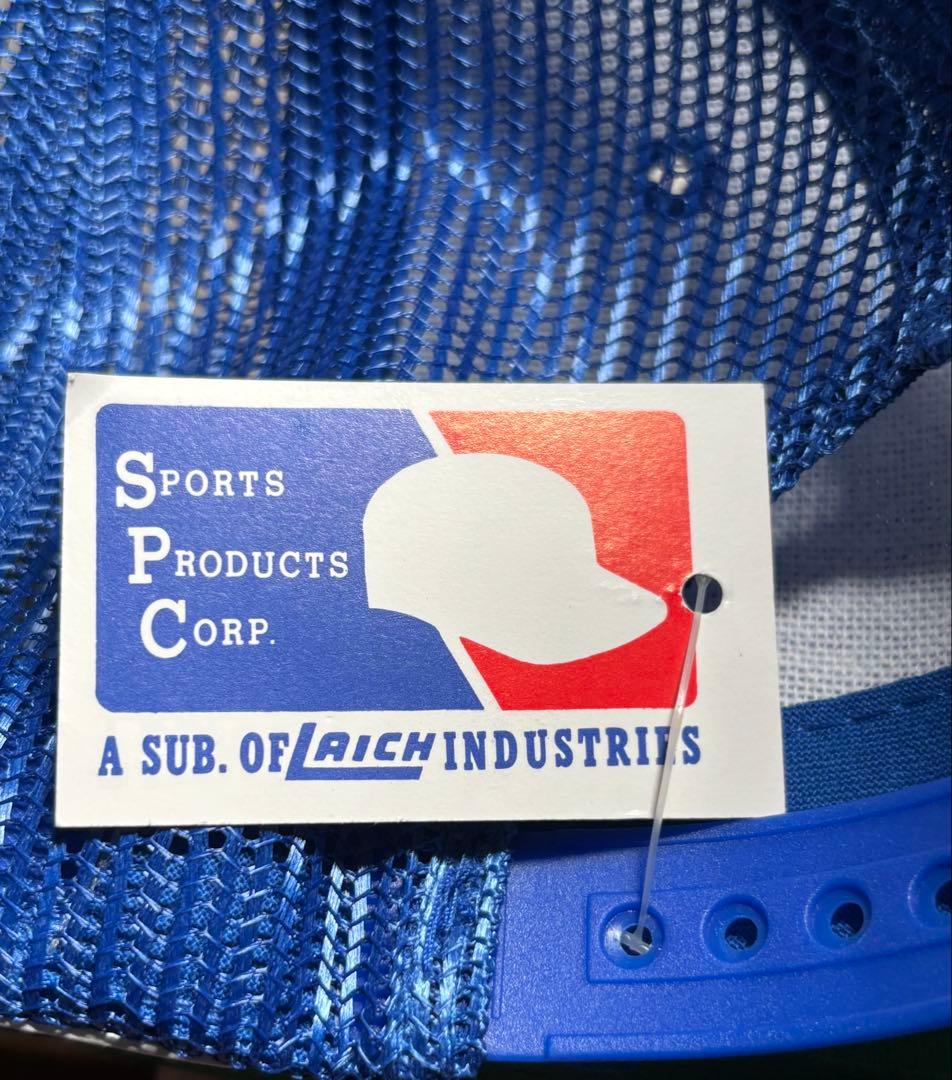 SPORTS
PRODUCTS
CORP.
A SUB. OF LAICH INDUSTRIES